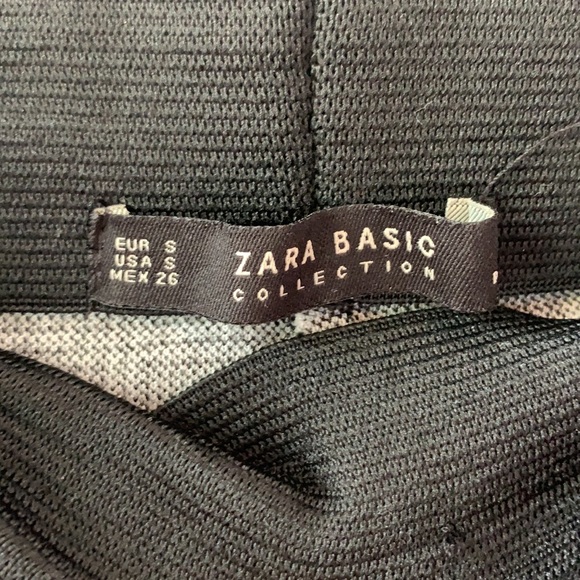 EUR S
USA S
MEX 26
ZARA BASIC
COLLECTION